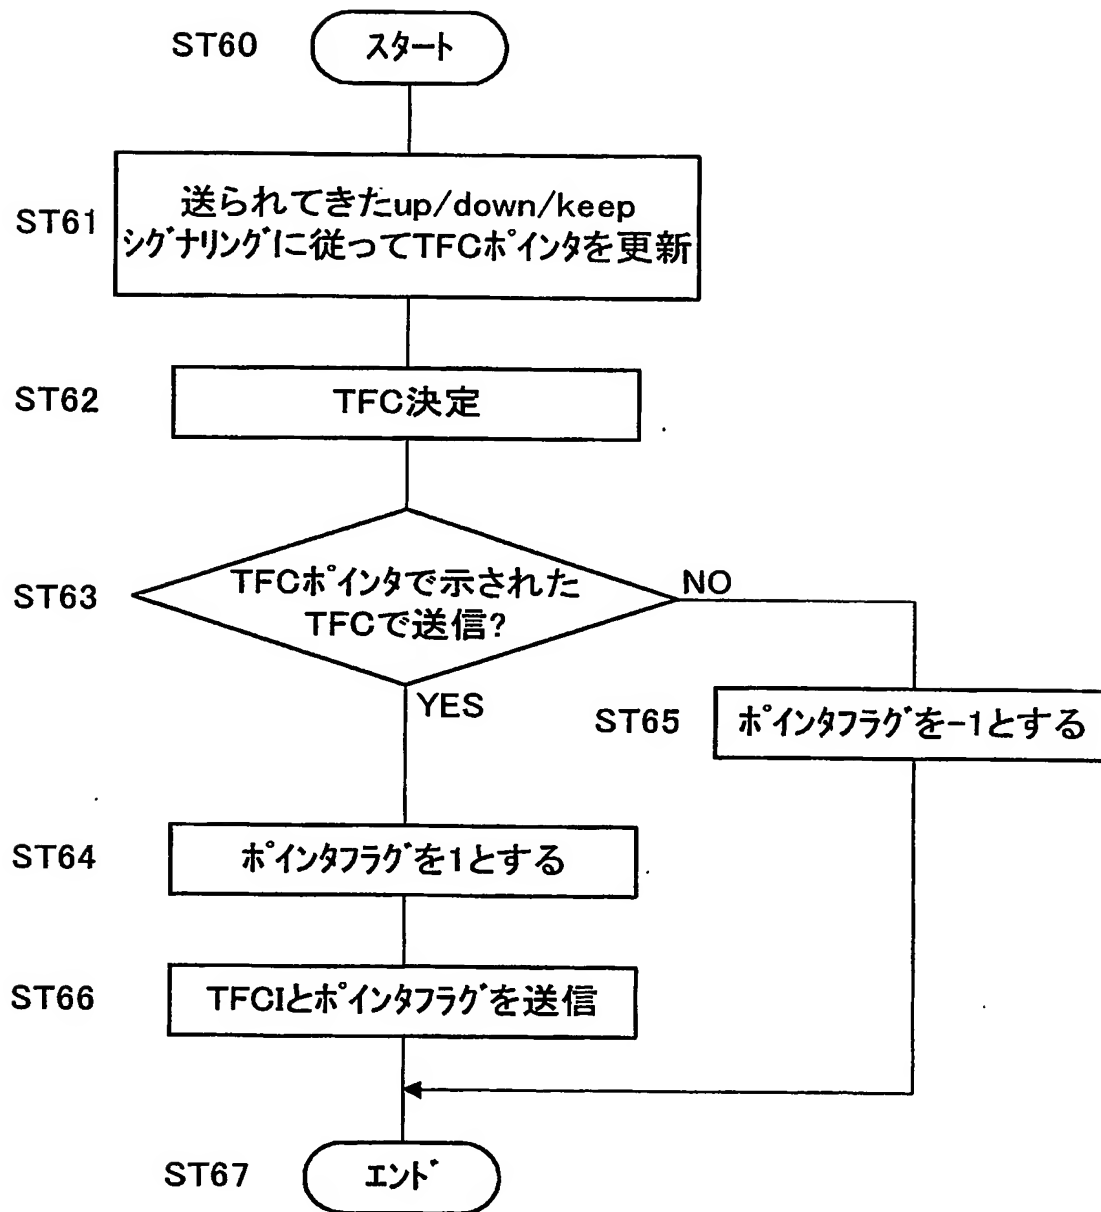 ST60
スタート
ST61
送られてきたup/down/keep
シグナリングに従ってTFCポインタを更新
ST62
TFC決定
ST63
TFCポインタで示された
TFCで送信?
NO
YES
ST65
ポインタフラグを-1とする
ST64
ポインタフラグを1とする
ST66
TFCIとポインタフラグを送信
ST67
エンド